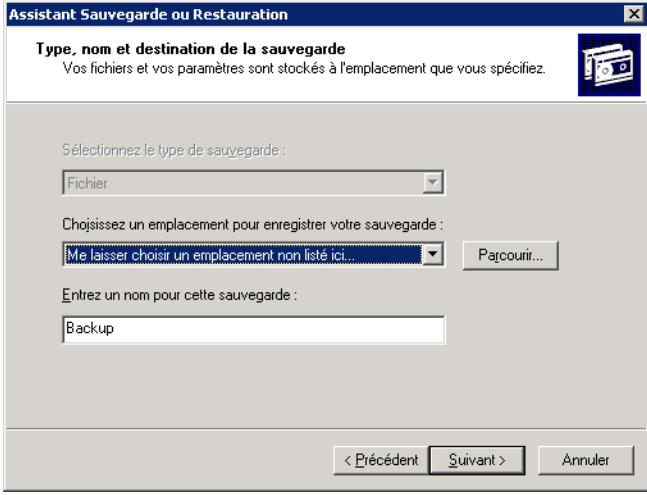 Assistant Sauvegarde ou Restauration
Type, nom et destination de la sauvegarde
Vos fichiers et vos paramètres sont stockés à l'emplacement que vous spécifiez.
Sélectionnez le type de sauvegarde :
Fichier
Choisissez un emplacement pour enregistrer votre sauvegarde :
Me laisser choisir un emplacement non listé ici... Parcourir...
Entrez un nom pour cette sauvegarde :
Backup
< Précédent Suivant > Annuler